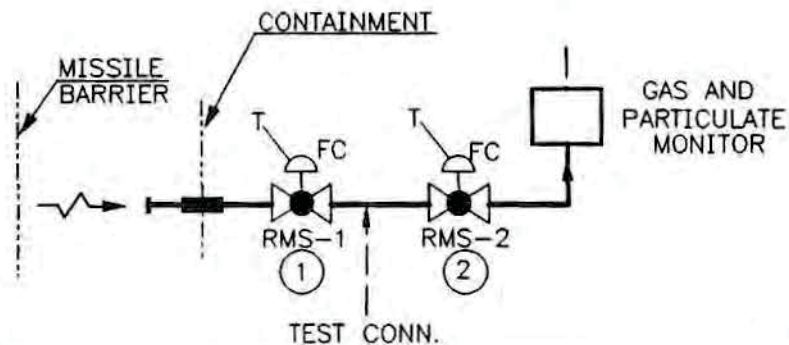 CONTAINMENT
MISSILE
BARRIER
GAS AND
PARTICULATE
MONITOR
T
FC
T
FC
RMS-1
RMS-2
1
2
TEST CONN.